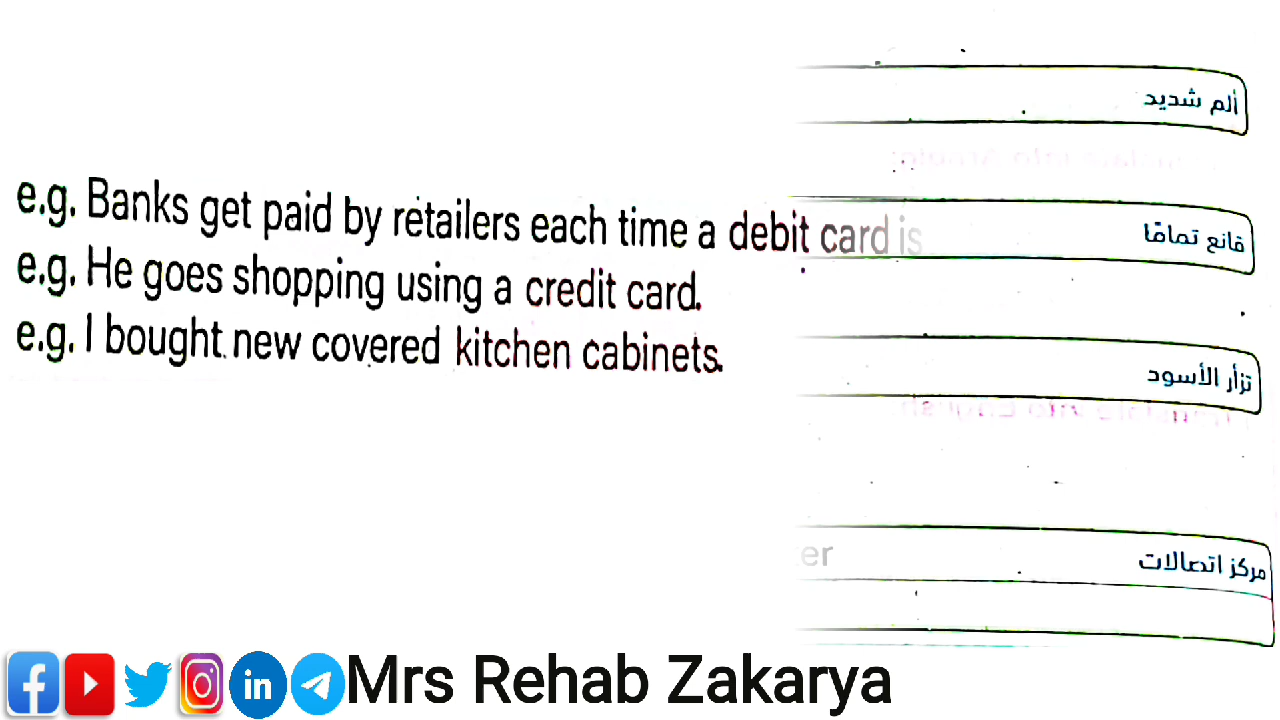 ألم شديد
e.g. Banks get paid by retailers each time a debit card is
قانع تمامًا
e.g. He goes shopping using a credit card.
e.g. I bought new covered kitchen cabinets.
تزأر الأسود
مركز اتصالات
Mrs Rehab Zakarya